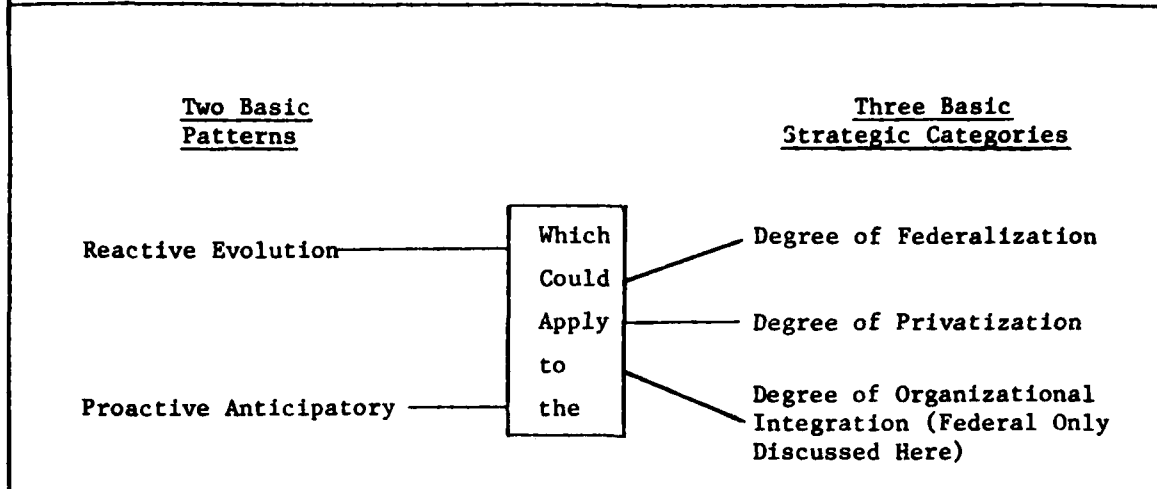 Two Basic
Patterns
Three Basic
Strategic Categories
Reactive Evolution
Proactive Anticipatory
Which
Could
Apply
to
the
Degree of Federalization
Degree of Privatization
Degree of Organizational
Integration (Federal Only
Discussed Here)